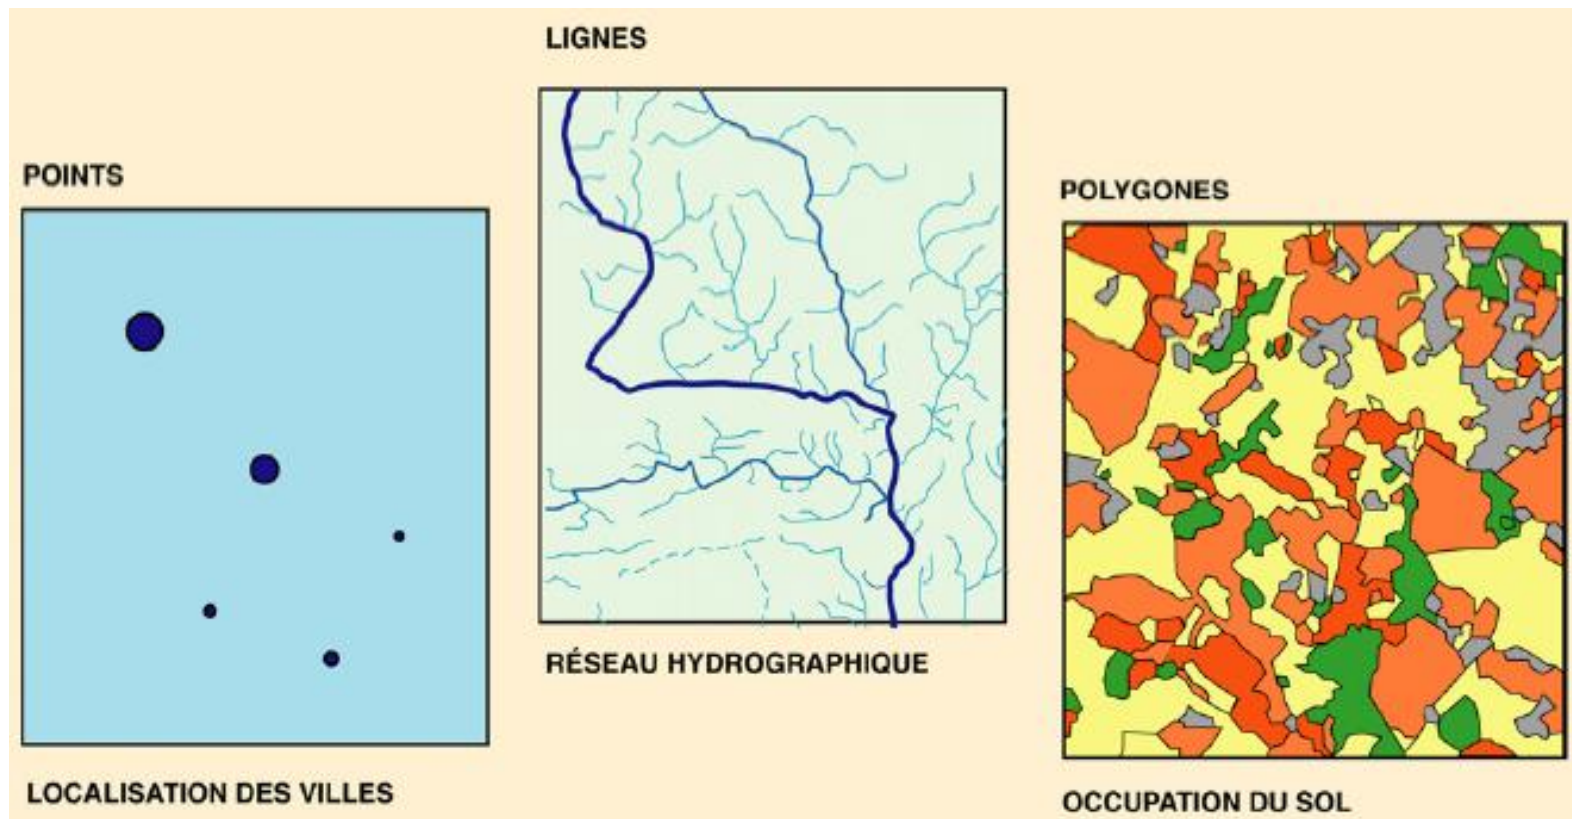 POINTS
LOCALISATION DES VILLES
LIGNES
RÉSEAU HYDROGRAPHIQUE
POLYGONES
OCCUPATION DU SOL